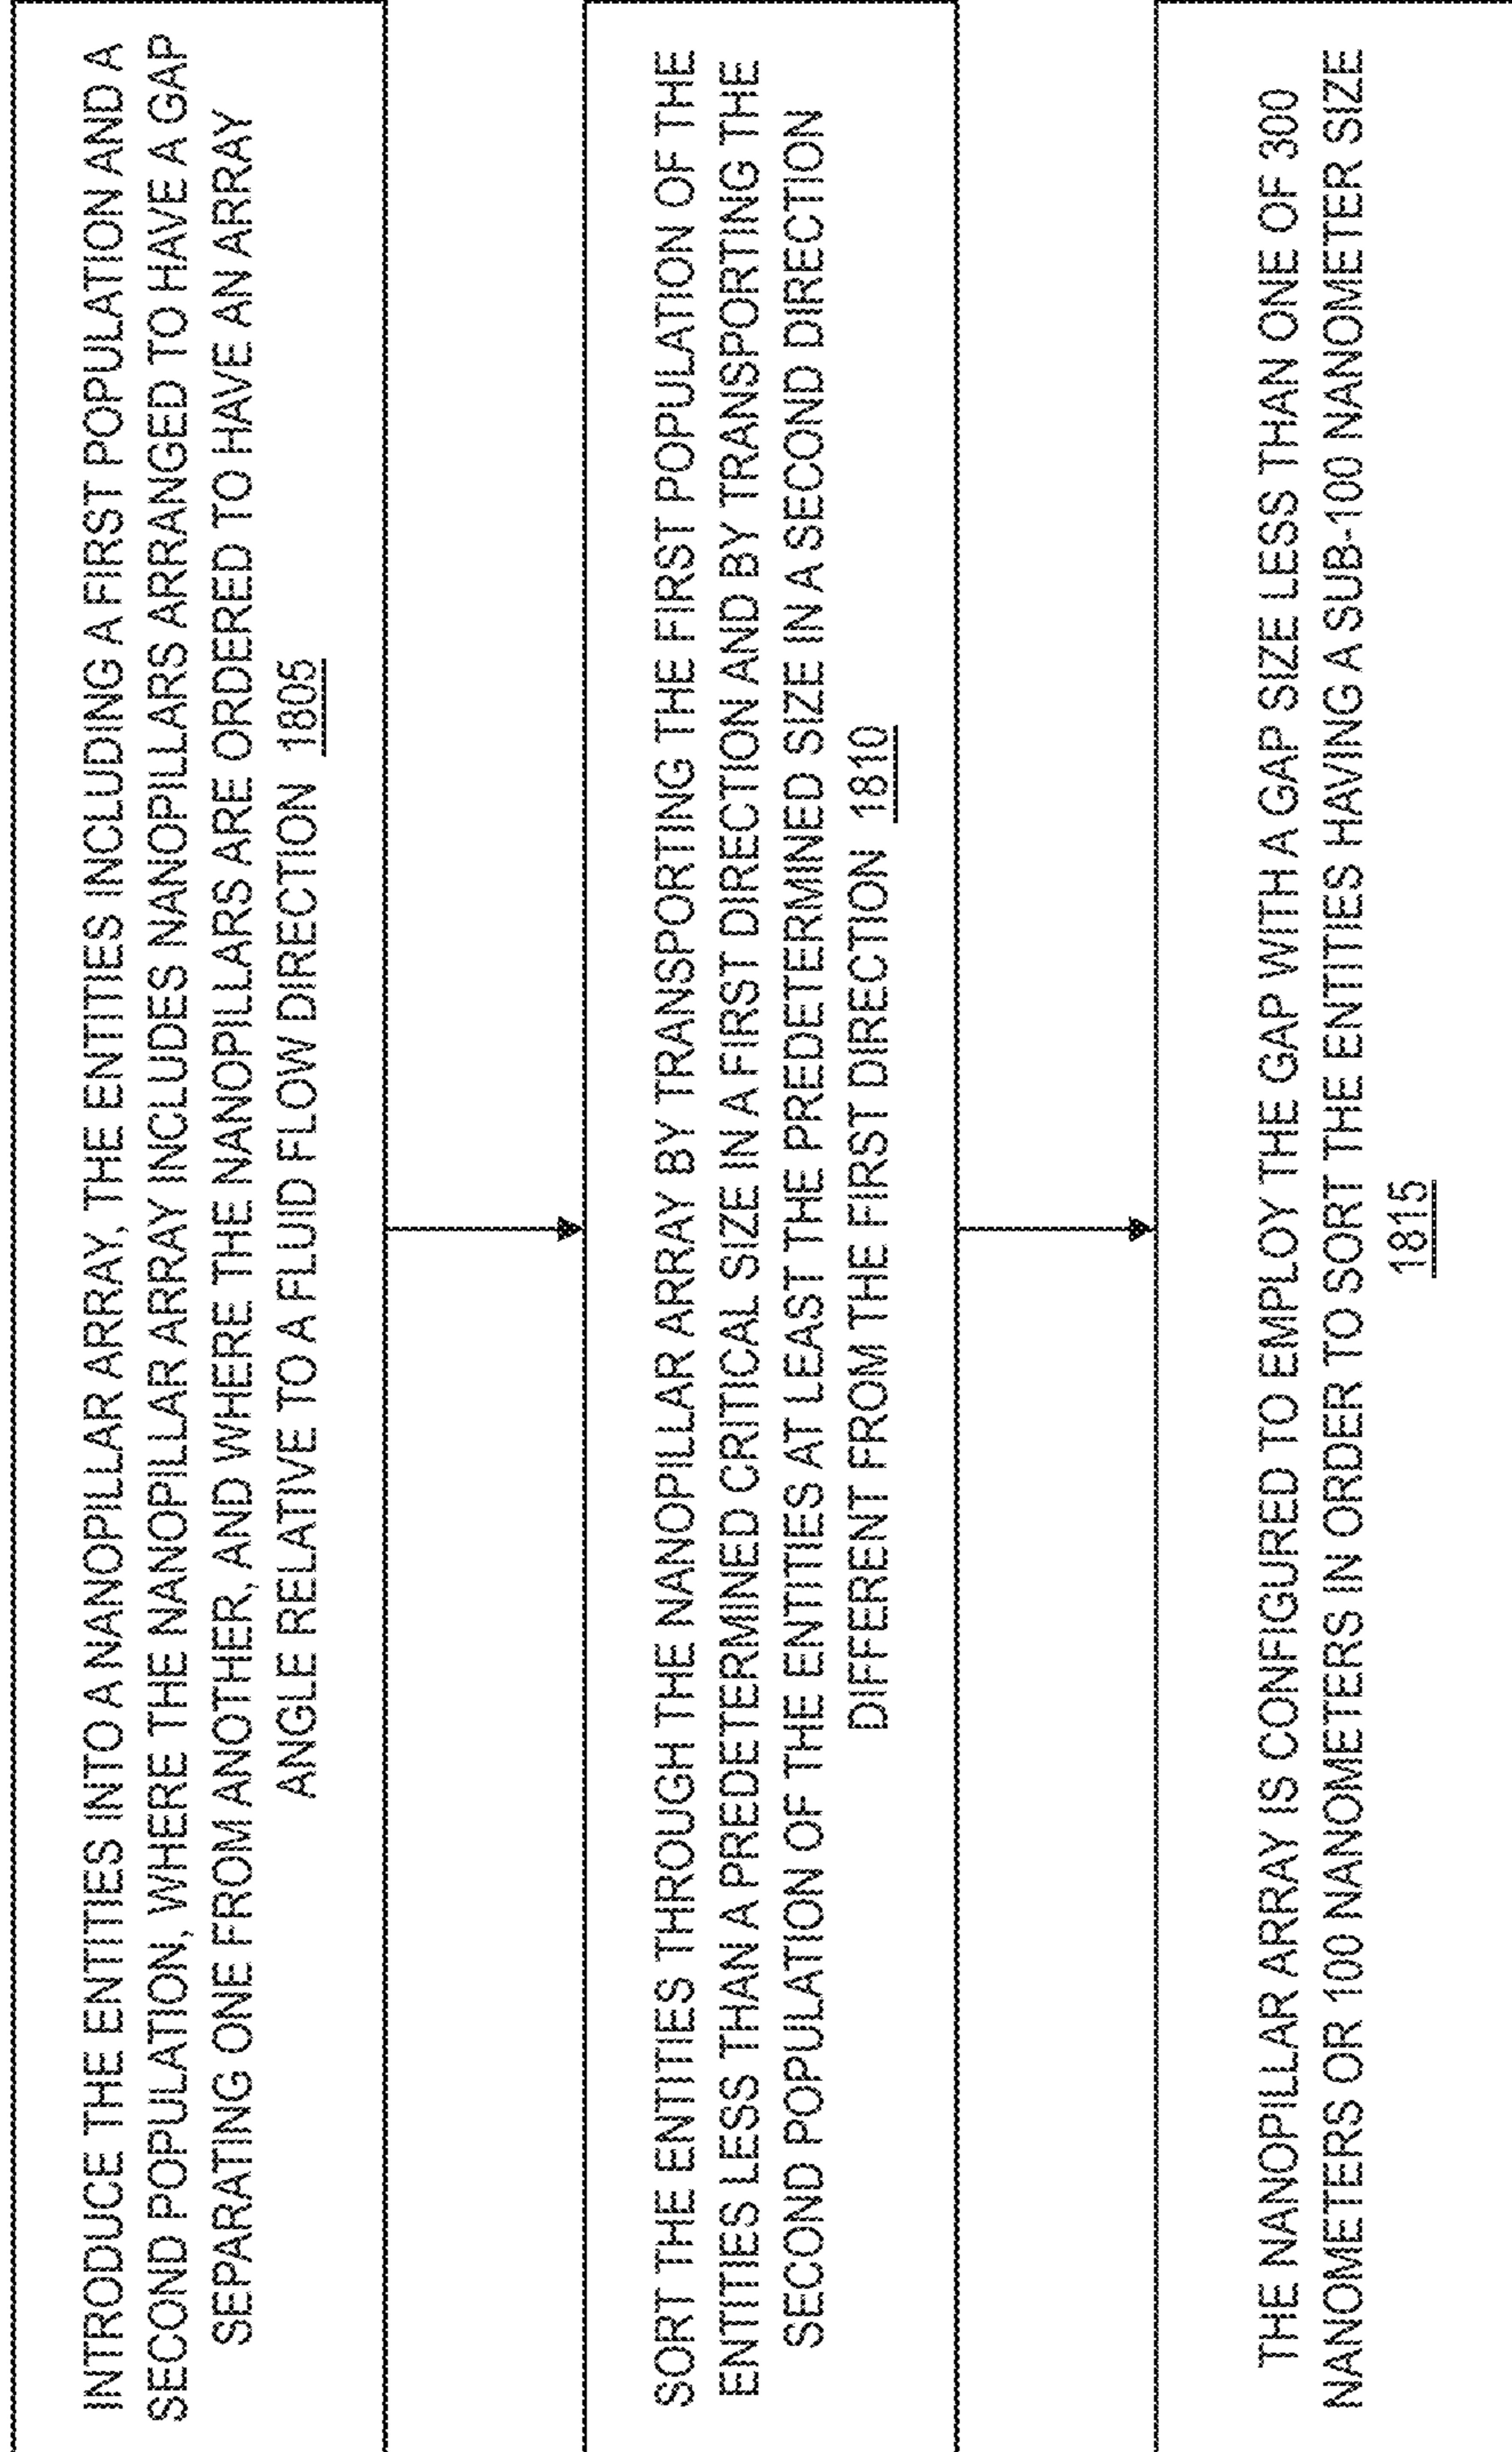 INTRODUCE THE ENTITIES INTO A NANOPILLAR ARRAY, THE ENTITIES INCLUDING A FIRST POPULATION AND A
SECOND POPULATION, WHERE THE NANOPILLAR ARRAY INCLUDES NANOPILLARS ARRANGED TO HAVE A GAP
SEPARATING ONE FROM ANOTHER, AND WHERE THE NANOPILLARS ARE ORDERED TO HAVE AN ARRAY
ANGLE RELATIVE TO A FLUID FLOW DIRECTION 1805
SORT THE ENTITIES THROUGH THE NANOPILLAR ARRAY BY TRANSPORTING THE FIRST POPULATION OF THE
ENTITIES LESS THAN A PREDETERMINED CRITICAL SIZE IN A FIRST DIRECTION AND BY TRANSPORTING THE
SECOND POPULATION OF THE ENTITIES AT LEAST THE PREDETERMINED SIZE IN A SECOND DIRECTION
DIFFERENT FROM THE FIRST DIRECTION 1810
THE NANOPILLAR ARRAY IS CONFIGURED TO EMPLOY THE GAP WITH A GAP SIZE LESS THAN ONE OF 300
NANOMETERS OR 100 NANOMETERS IN ORDER TO SORT THE ENTITIES HAVING A SUB-100 NANOMETER SIZE
1815